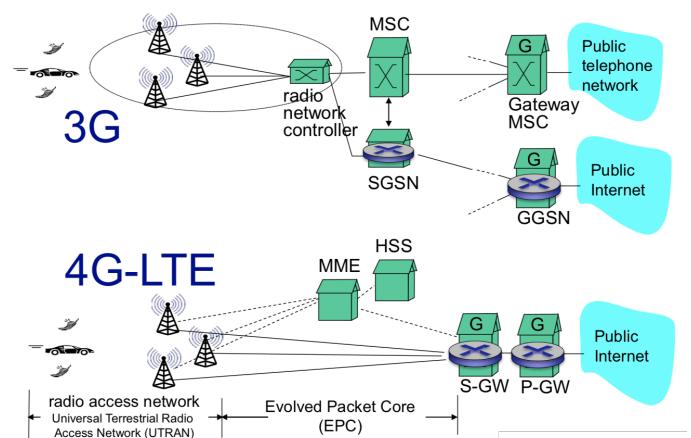 MSC
G
Public
telephone
network
radio
network
controller
Gateway
MSC
3G
G
Public
Internet
SGSN
GGSN
4G-LTE
HSS
MME
G
G
Public
Internet
S-GW
P-GW
radio access network
Universal Terrestrial Radio
Access Network (UTRAN)
Evolved Packet Core
(EPC)